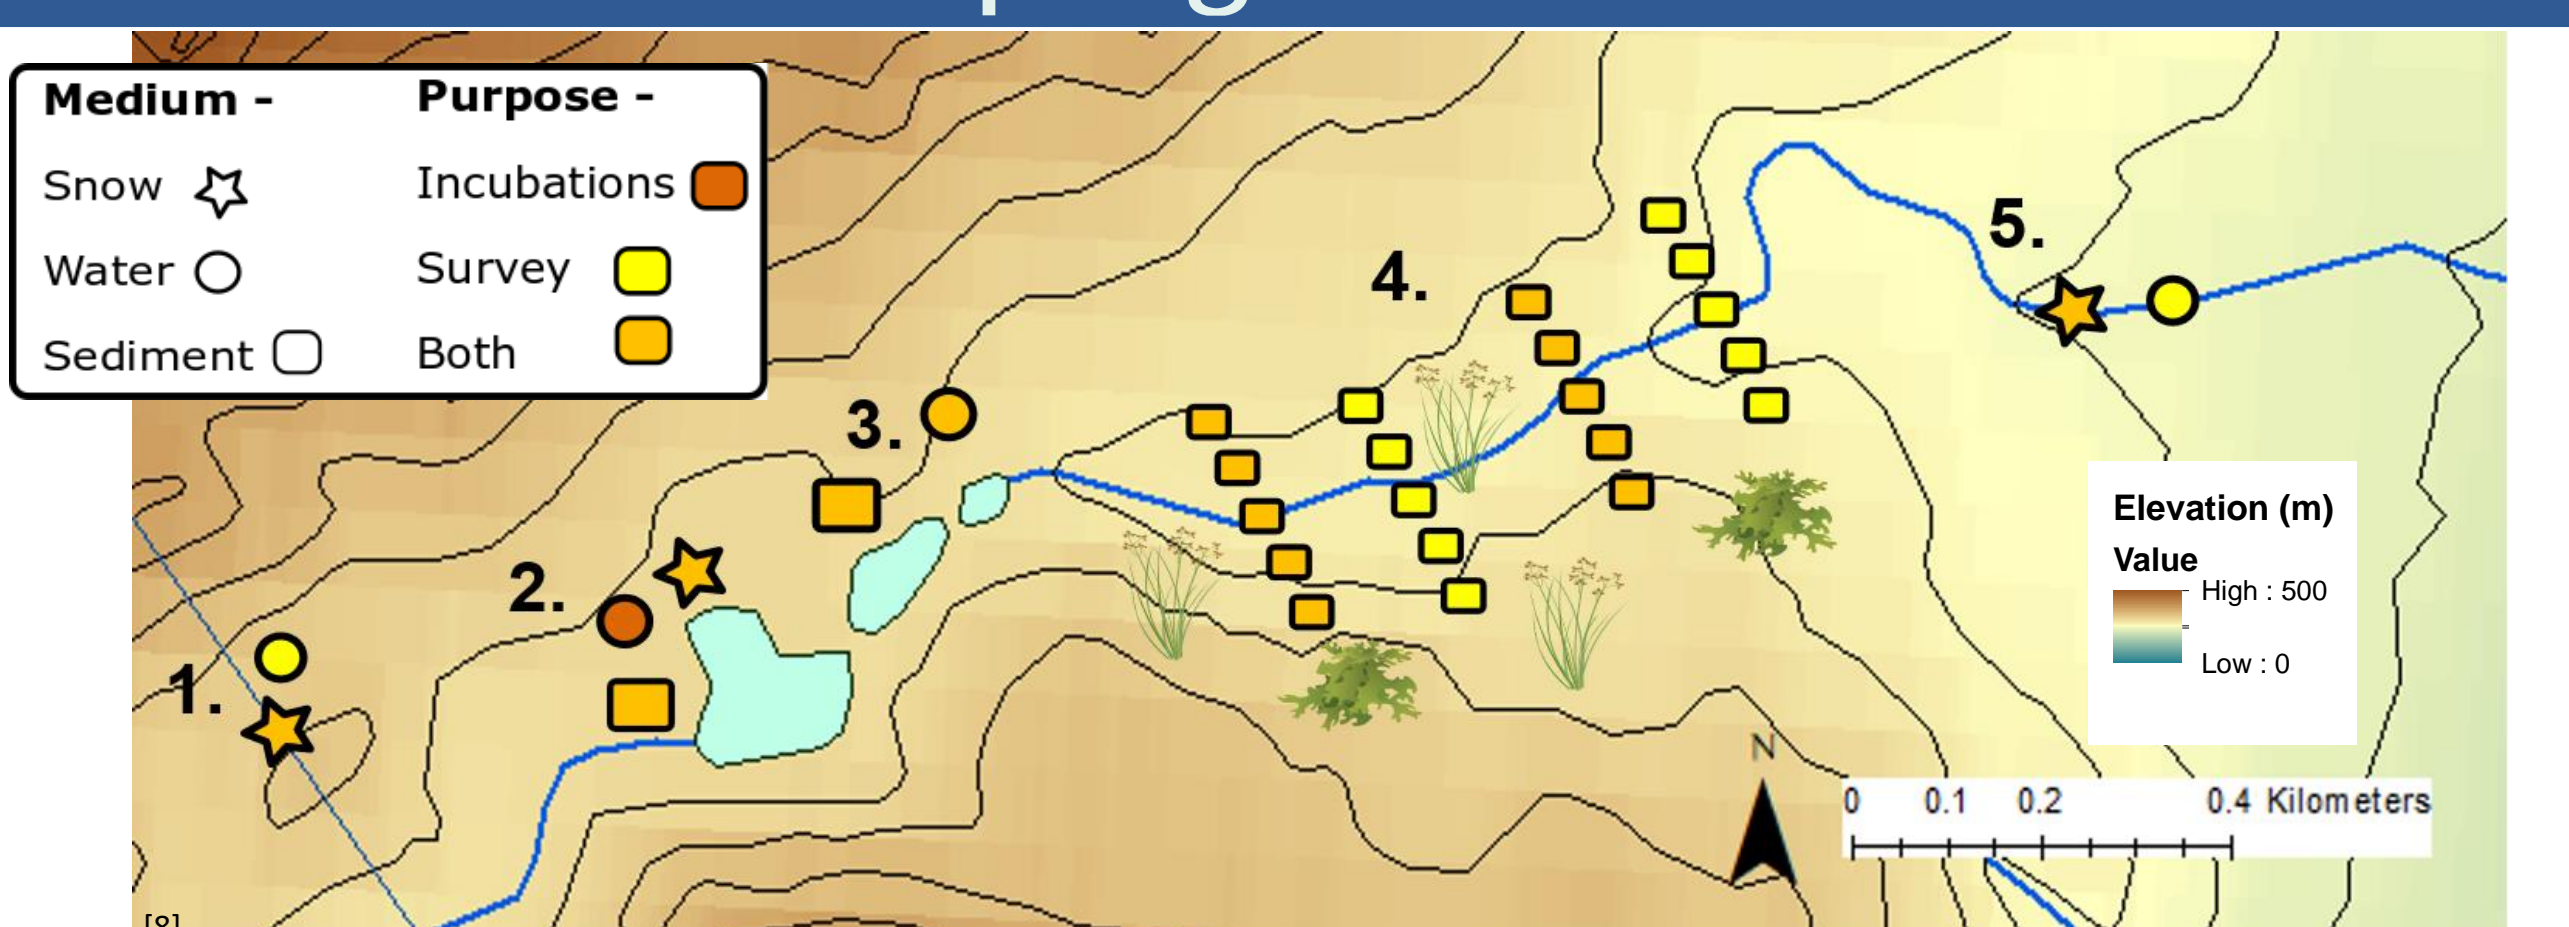 Medium -
Purpose -
Snow
Incubations
Water
Survey
Sediment
Both
1.
2.
3.
4.
5.
Elevation (m)
Value
High : 500
Low : 0
N
0 0.1 0.2 0.4 Kilometers
[8]